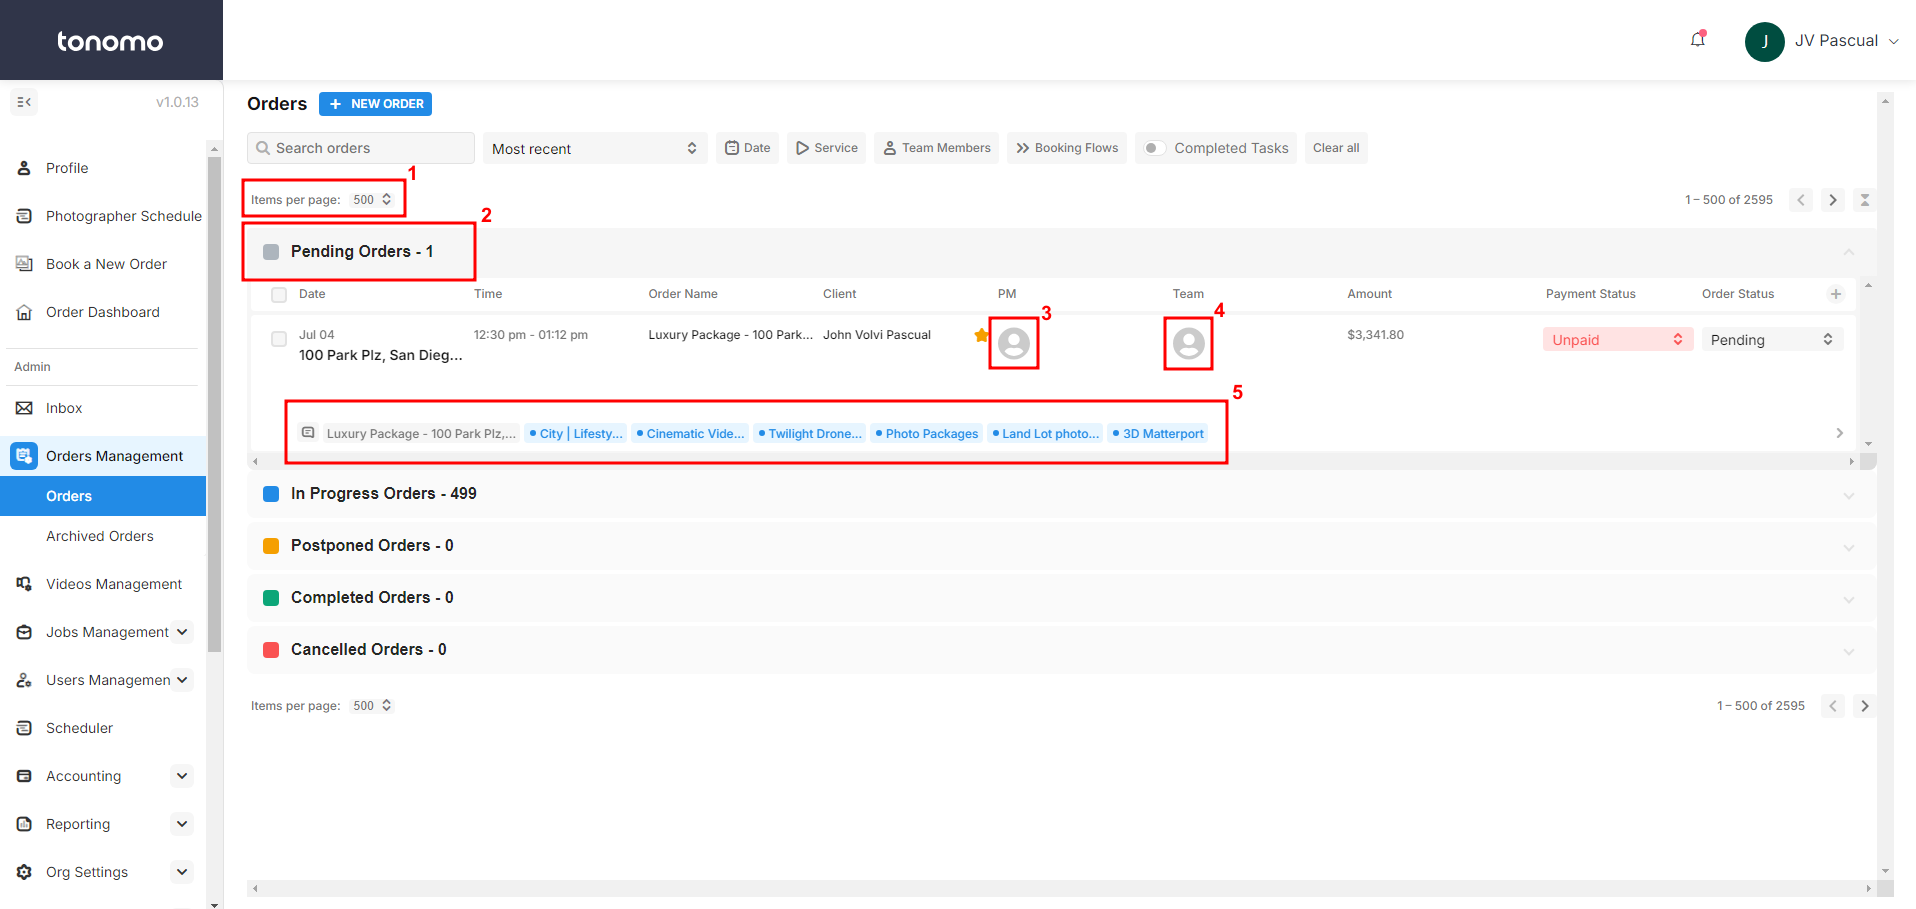 tonomo
JV Pascual
J
v1.0.13
Profile
Photographer Schedule
Book a New Order
Order Dashboard
Admin
Inbox
Orders Management
Orders
Archived Orders
Videos Management
Jobs Management
Users Managemen
Scheduler
Accounting
Reporting
Org Settings
Orders + NEW ORDER
Search orders Most recent Date Service Team Members Booking Flows Completed Tasks Clear all
1
Items per page: 500 1 – 500 of 2595
2
Pending Orders - 1
Date Time Order Name Client PM Team Amount Payment Status Order Status +
3 4
Jul 04 12:30 pm - 01:12 pm Luxury Package - 100 Park... John Volvi Pascual $3,341.80 Unpaid Pending
100 Park Plz, San Dieg...
5
Luxury Package - 100 Park Plz,... City | Lifesty... Cinematic Vide... Twilight Drone... Photo Packages Land Lot photo... 3D Matterport
In Progress Orders - 499
Postponed Orders - 0
Completed Orders - 0
Cancelled Orders - 0
Items per page: 500 1 – 500 of 2595